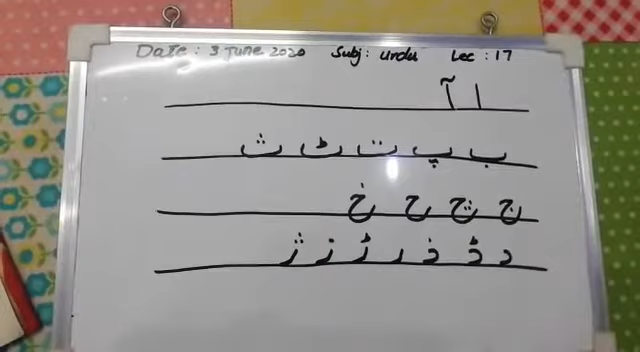 Date: 3 June 2020 Subj: urdu Lec: 17
ا آ
ب پ ت ٹ ث
ج چ ح خ
د ڈ ذ ر ڑ ز ژ